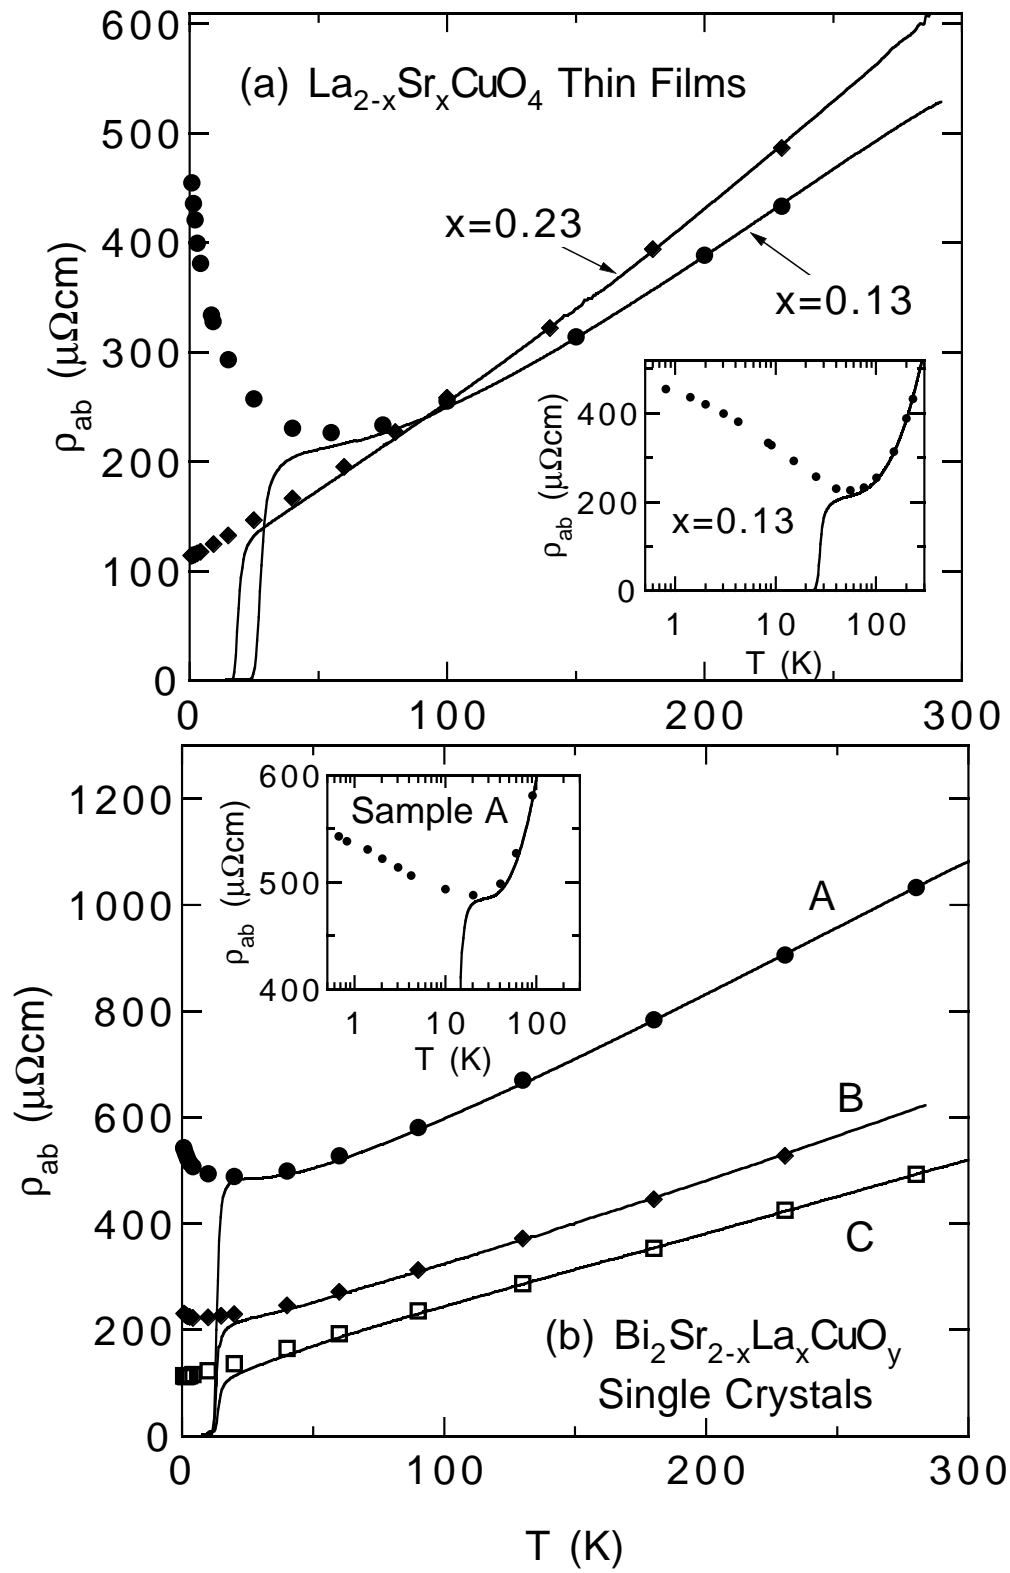 600
(a) La2-xSrxCuO4 Thin Films
500
400
300
200
100
0
ρab (μΩcm)
x=0.23
x=0.13
400
200
0
ρab (μΩcm)
x=0.13
1 10 100
T (K)
0 100 200 300
1200
1000
800
600
400
200
0
ρab (μΩcm)
600
500
400
ρab (μΩcm)
Sample A
1 10 100
T (K)
A
B
C
(b) Bi2Sr2-xLaxCuOy
Single Crystals
0 100 200 300
T (K)